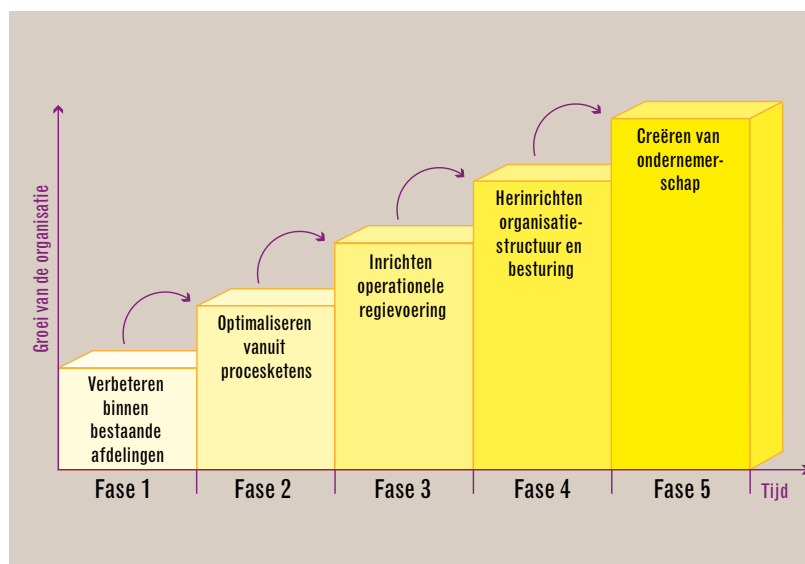 Groei van de organisatie
Verbeteren
binnen
bestaande
afdelingen
Optimaliseren
vanuit
procesketens
Inrichten
operationele
regievoering
Herinrichten
organisatie-
structuur en
besturing
Creëren van
ondernemer-
schap
Fase 1
Fase 2
Fase 3
Fase 4
Fase 5
Tijd